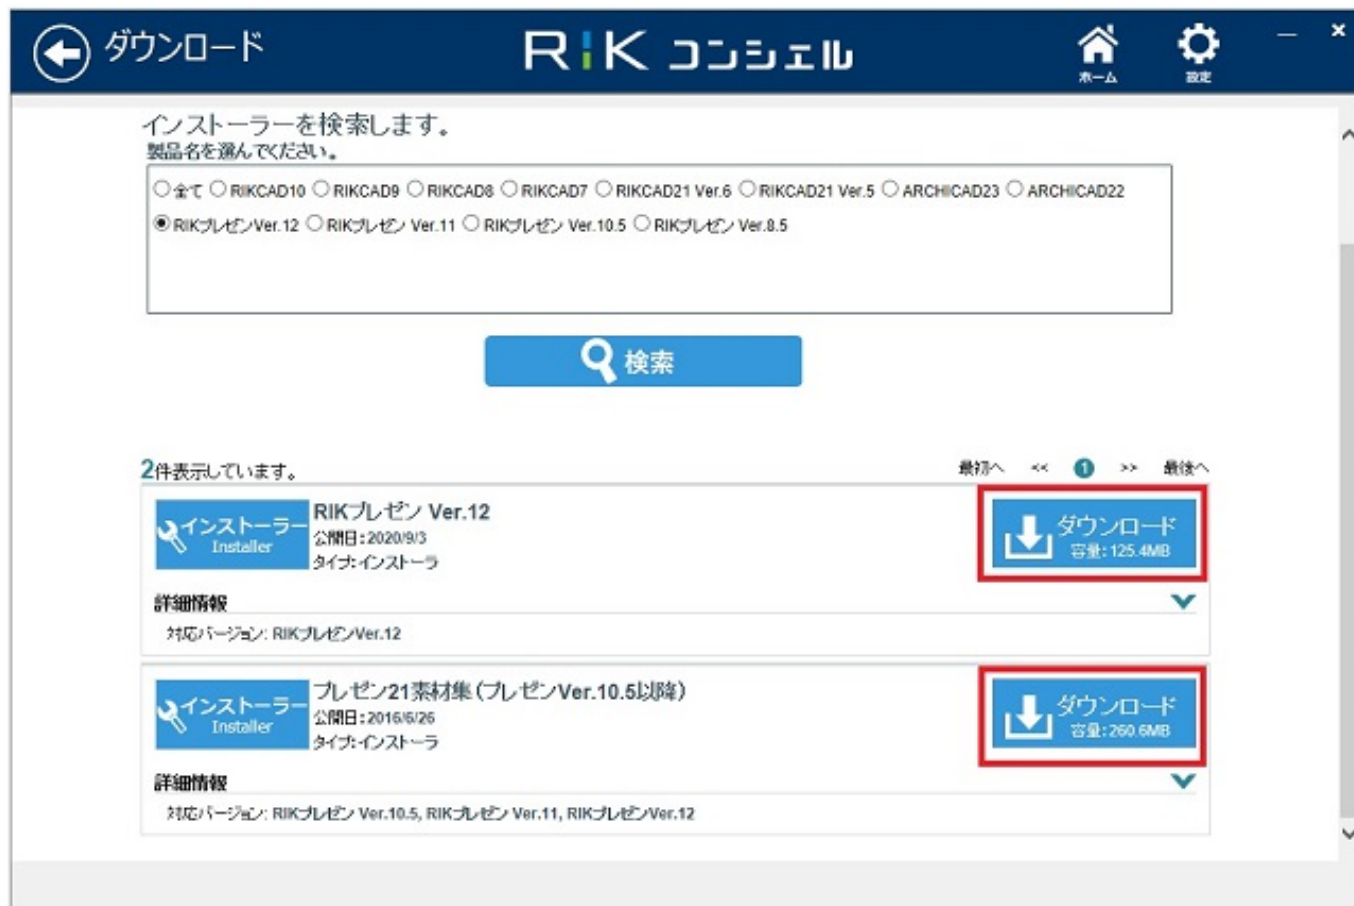 ダウンロード
RIKコンシェル
ホーム
設定
インストーラーを検索します。
製品名を選んでください。
全て RIKCAD10 RIKCAD9 RIKCAD8 RIKCAD7 RIKCAD21 Ver.6 RIKCAD21 Ver.5 ARCHICAD23 ARCHICAD22
RIKプレゼンVer.12 RIKプレゼン Ver.11 RIKプレゼン Ver.10.5 RIKプレゼン Ver.8.5
検索
2件表示しています。
最初へ << 1 >> 最後へ
インストーラー
Installer
RIKプレゼン Ver.12
公開日:2020/9/3
タイプ:インストーラ
ダウンロード
容量:125.4MB
詳細情報
対応バージョン: RIKプレゼンVer.12
インストーラー
Installer
プレゼン21素材集(プレゼンVer.10.5以降)
公開日:2016/6/26
タイプ:インストーラ
ダウンロード
容量:260.6MB
詳細情報
対応バージョン: RIKプレゼン Ver.10.5, RIKプレゼン Ver.11, RIKプレゼンVer.12